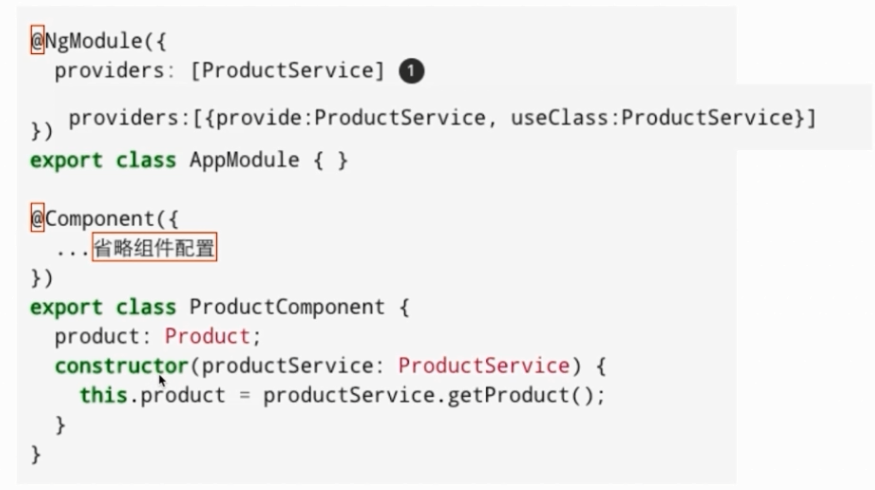 @NgModule({
providers: [ProductService] 1
providers:[{provide:ProductService, useClass:ProductService}]
})
export class AppModule { }
@Component({
...省略组件配置
})
export class ProductComponent {
product: Product;
constructor(productService: ProductService) {
this.product = productService.getProduct();
}
}